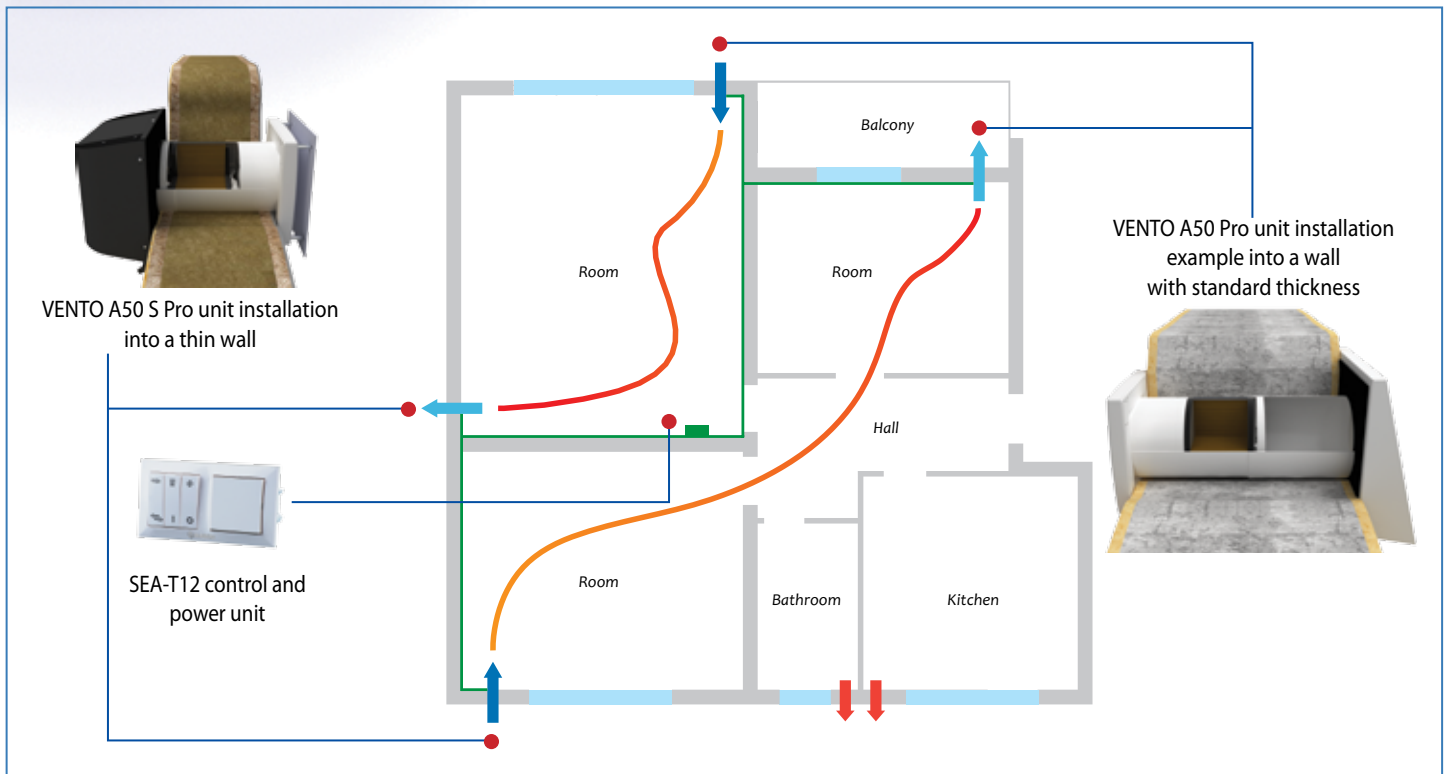 Balcony
VENTO A50 Pro unit installation
example into a wall
with standard thickness
Room
Room
VENTO A50 S Pro unit installation
into a thin wall
Hall
SEA-T12 control and
power unit
Room
Bathroom
Kitchen